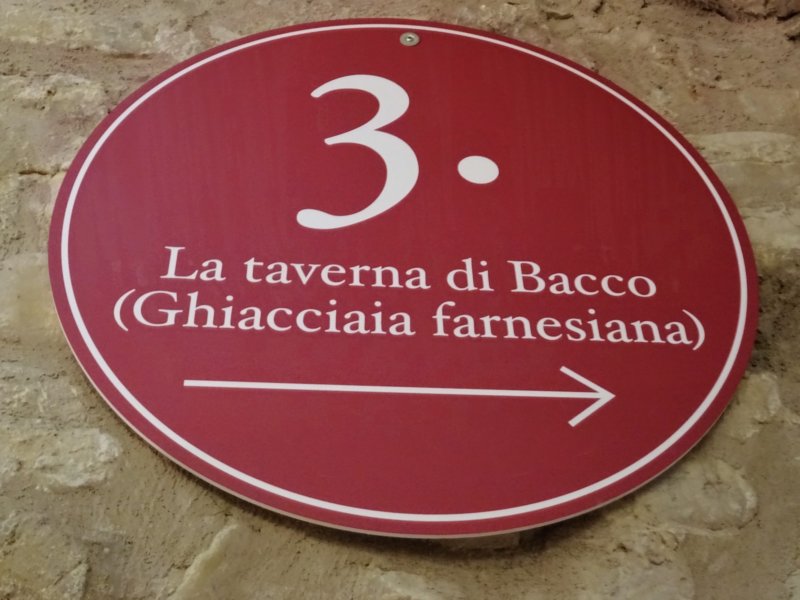 3.
La taverna di Bacco
(Ghiacciaia farnesiana)